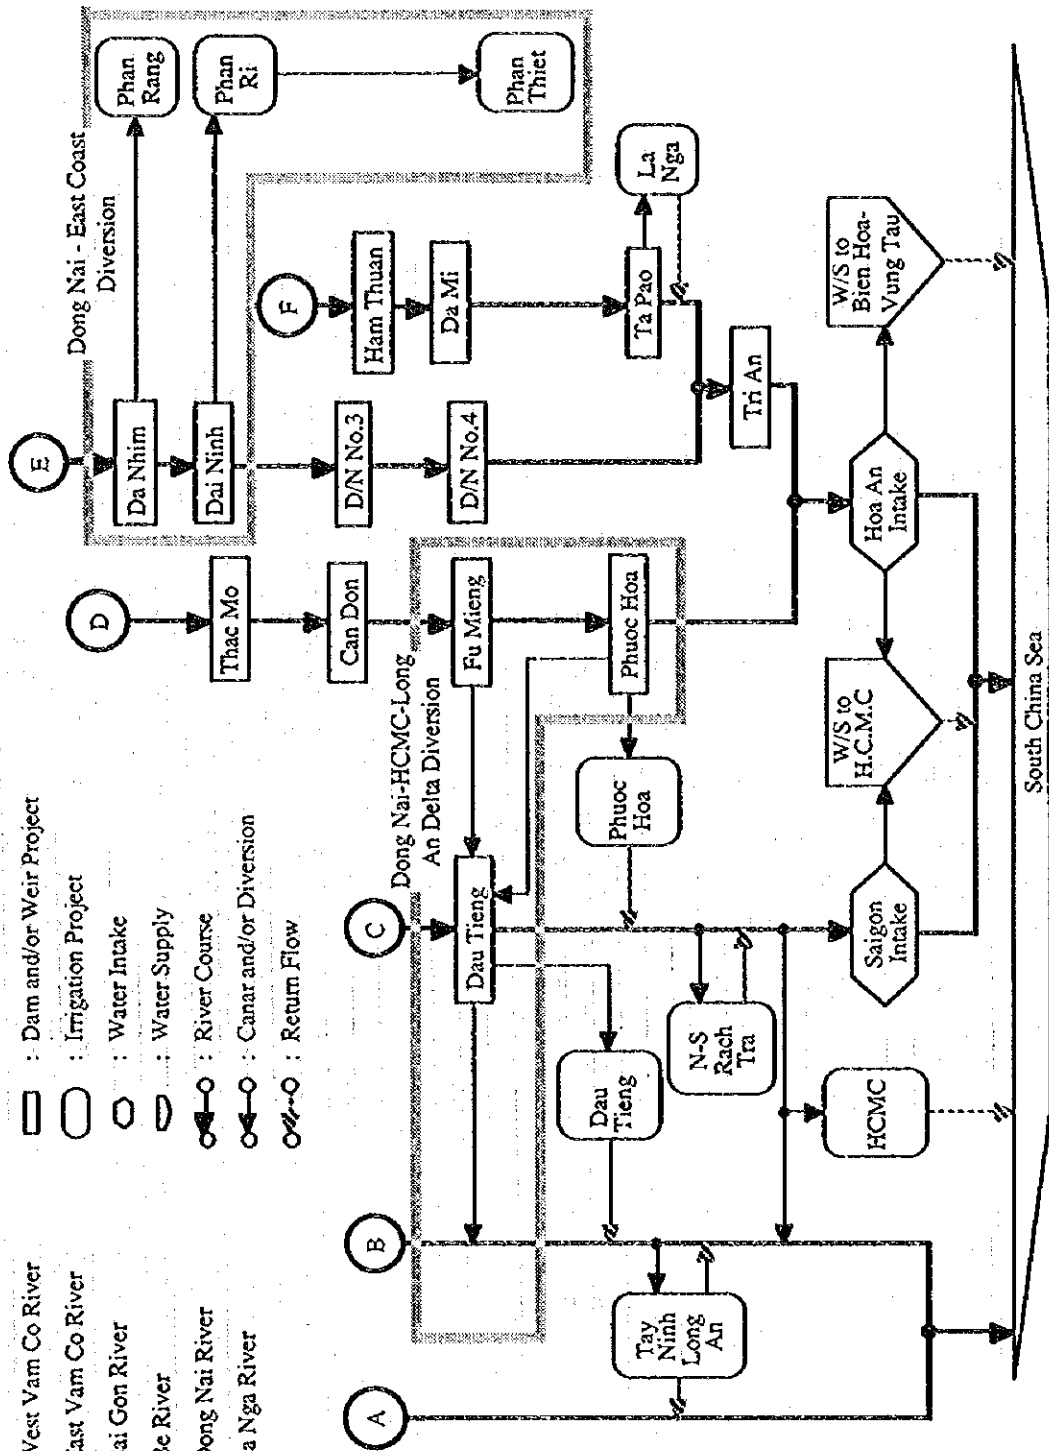 West Vam Co River
East Vam Co River
ai Gon River
Be River
Dong Nai River
a Nga River
: Dam and/or Weir Project
: Irrigation Project
: Water Intake
: Water Supply
: River Course
: Canar and/or Diversion
: Return Flow
A
B
C
D
E
F
Dong Nai - East Coast
Diversion
Da Nhim
Dai Ninh
Phan
Rang
Phan
Ri
Phan
Thiet
D/N No.3
D/N No.4
Ham Thuan
Da Mi
Ta Pao
La
Nga
Tri An
Thac Mo
Can Don
Fu Mieng
Phuoc Hoa
Dong Nai-HCMC-Long
An Delta Diversion
Dau Tieng
Phuoc
Hoa
Dau
Tieng
N-S
Rach
Tra
Tay
Ninh
Long
An
HCMC
Saigon
Intake
W/S to
H.C.M.C
Hoa An
Intake
W/S to
Bien Hoa-
Vung Tau
South China Sea